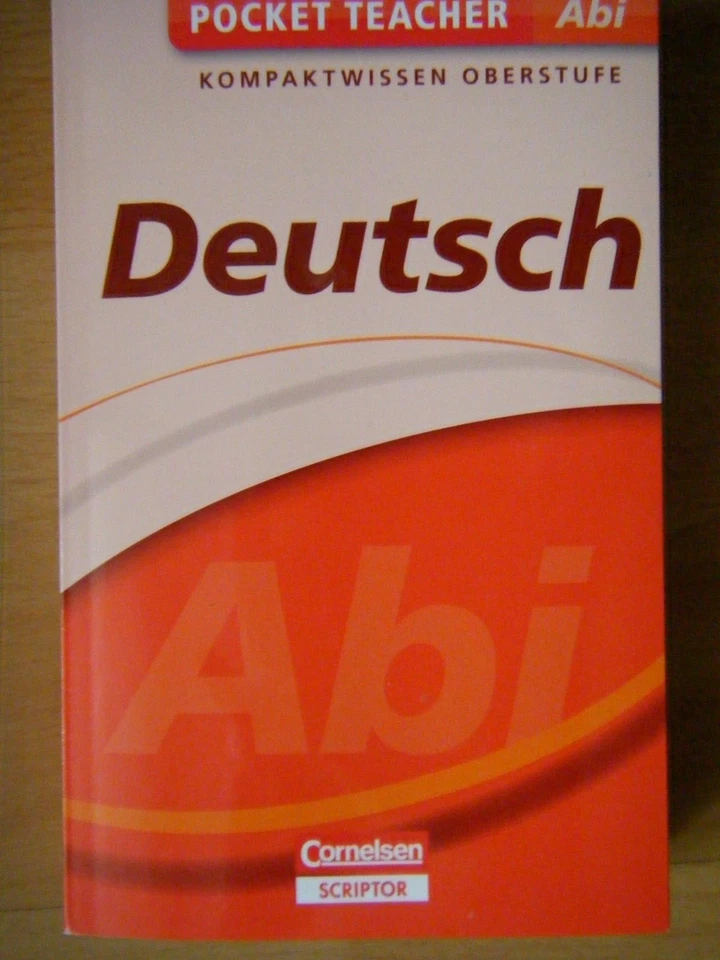 POCKET TEACHER Abi
KOMPAKTWISSEN OBERSTUFE
Deutsch
Abi
Cornelsen
SCRIPTOR